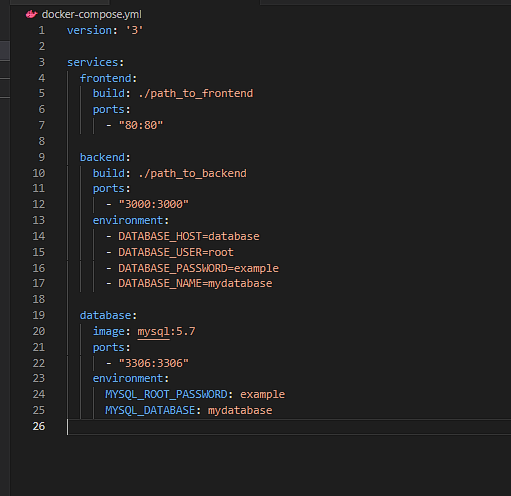 docker-compose.yml
1 version: '3'
2
3 services:
4   frontend:
5     build: ./path_to_frontend
6     ports:
7       - "80:80"
8
9   backend:
10     build: ./path_to_backend
11     ports:
12       - "3000:3000"
13     environment:
14       - DATABASE_HOST=database
15       - DATABASE_USER=root
16       - DATABASE_PASSWORD=example
17       - DATABASE_NAME=mydatabase
18
19   database:
20     image: mysql:5.7
21     ports:
22       - "3306:3306"
23     environment:
24       MYSQL_ROOT_PASSWORD: example
25       MYSQL_DATABASE: mydatabase
26